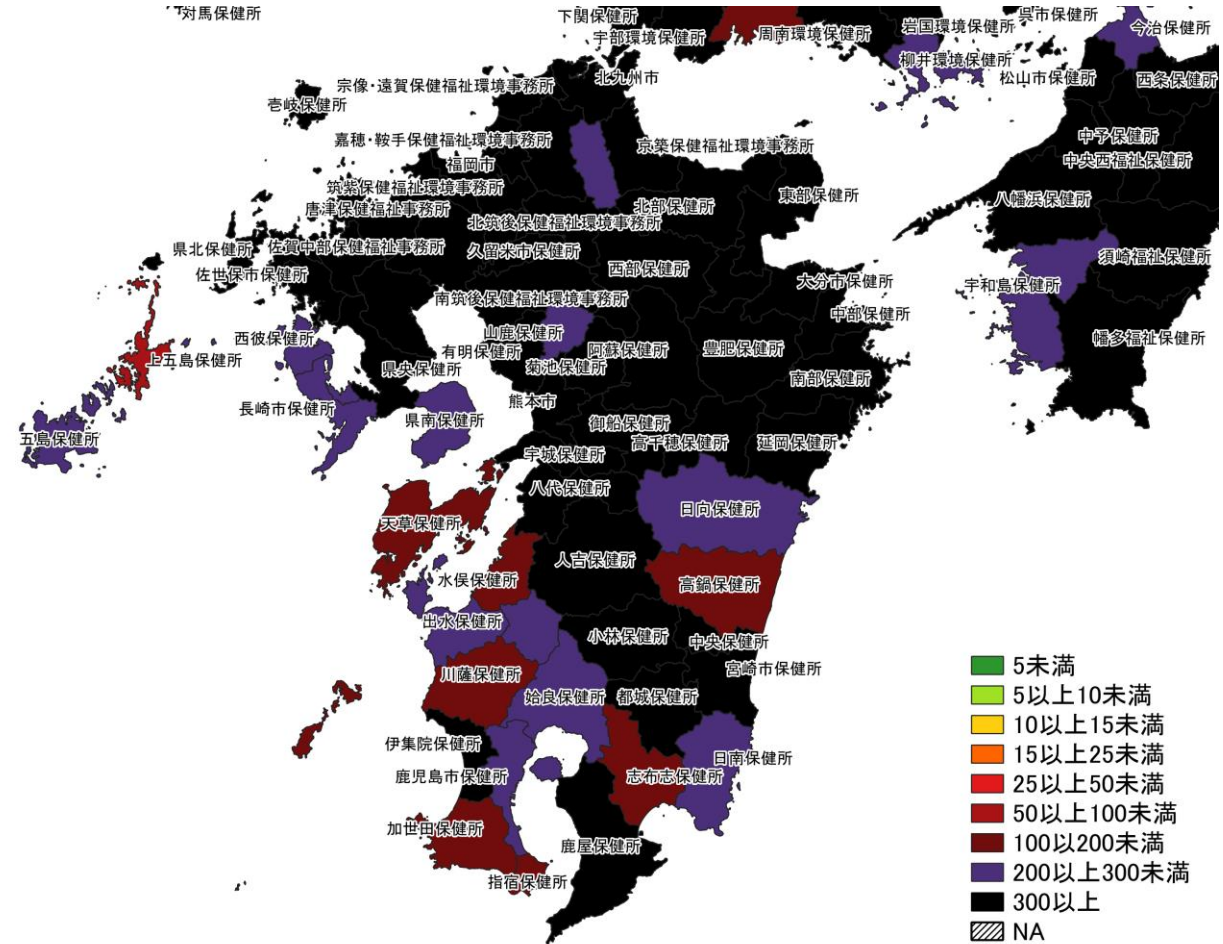 対馬保健所
下関保健所
宇部環境保健所
周南環境保健所
岩国環境保健所
呉市保健所
今治保健所
柳井環境保健所
松山市保健所
西条保健所
北九州市
宗像・遠賀保健福祉環境事務所
壱岐保健所
嘉穂・鞍手保健福祉環境事務所
京築保健福祉環境事務所
中予保健所
福岡市
中央西福祉保健所
筑紫保健福祉環境事務所
東部保健所
八幡浜保健所
唐津保健福祉事務所
北部保健所
北筑後保健福祉環境事務所
県北保健所
佐賀中部保健福祉事務所
久留米市保健所
須崎福祉保健所
佐世保市保健所
西部保健所
大分市保健所
宇和島保健所
南筑後保健福祉環境事務所
中部保健所
西彼保健所
山鹿保健所
幡多福祉保健所
上五島保健所
有明保健所
阿蘇保健所
豊肥保健所
県央保健所
菊池保健所
南部保健所
長崎市保健所
熊本市
県南保健所
御船保健所
五島保健所
高千穂保健所
延岡保健所
宇城保健所
八代保健所
日向保健所
天草保健所
人吉保健所
水俣保健所
高鍋保健所
出水保健所
小林保健所
中央保健所
川薩保健所
宮崎市保健所
姶良保健所
都城保健所
伊集院保健所
日南保健所
鹿児島市保健所
志布志保健所
加世田保健所
鹿屋保健所
指宿保健所
5未満
5以上10未満
10以上15未満
15以上25未満
25以上50未満
50以上100未満
100以200未満
200以上300未満
300以上
NA